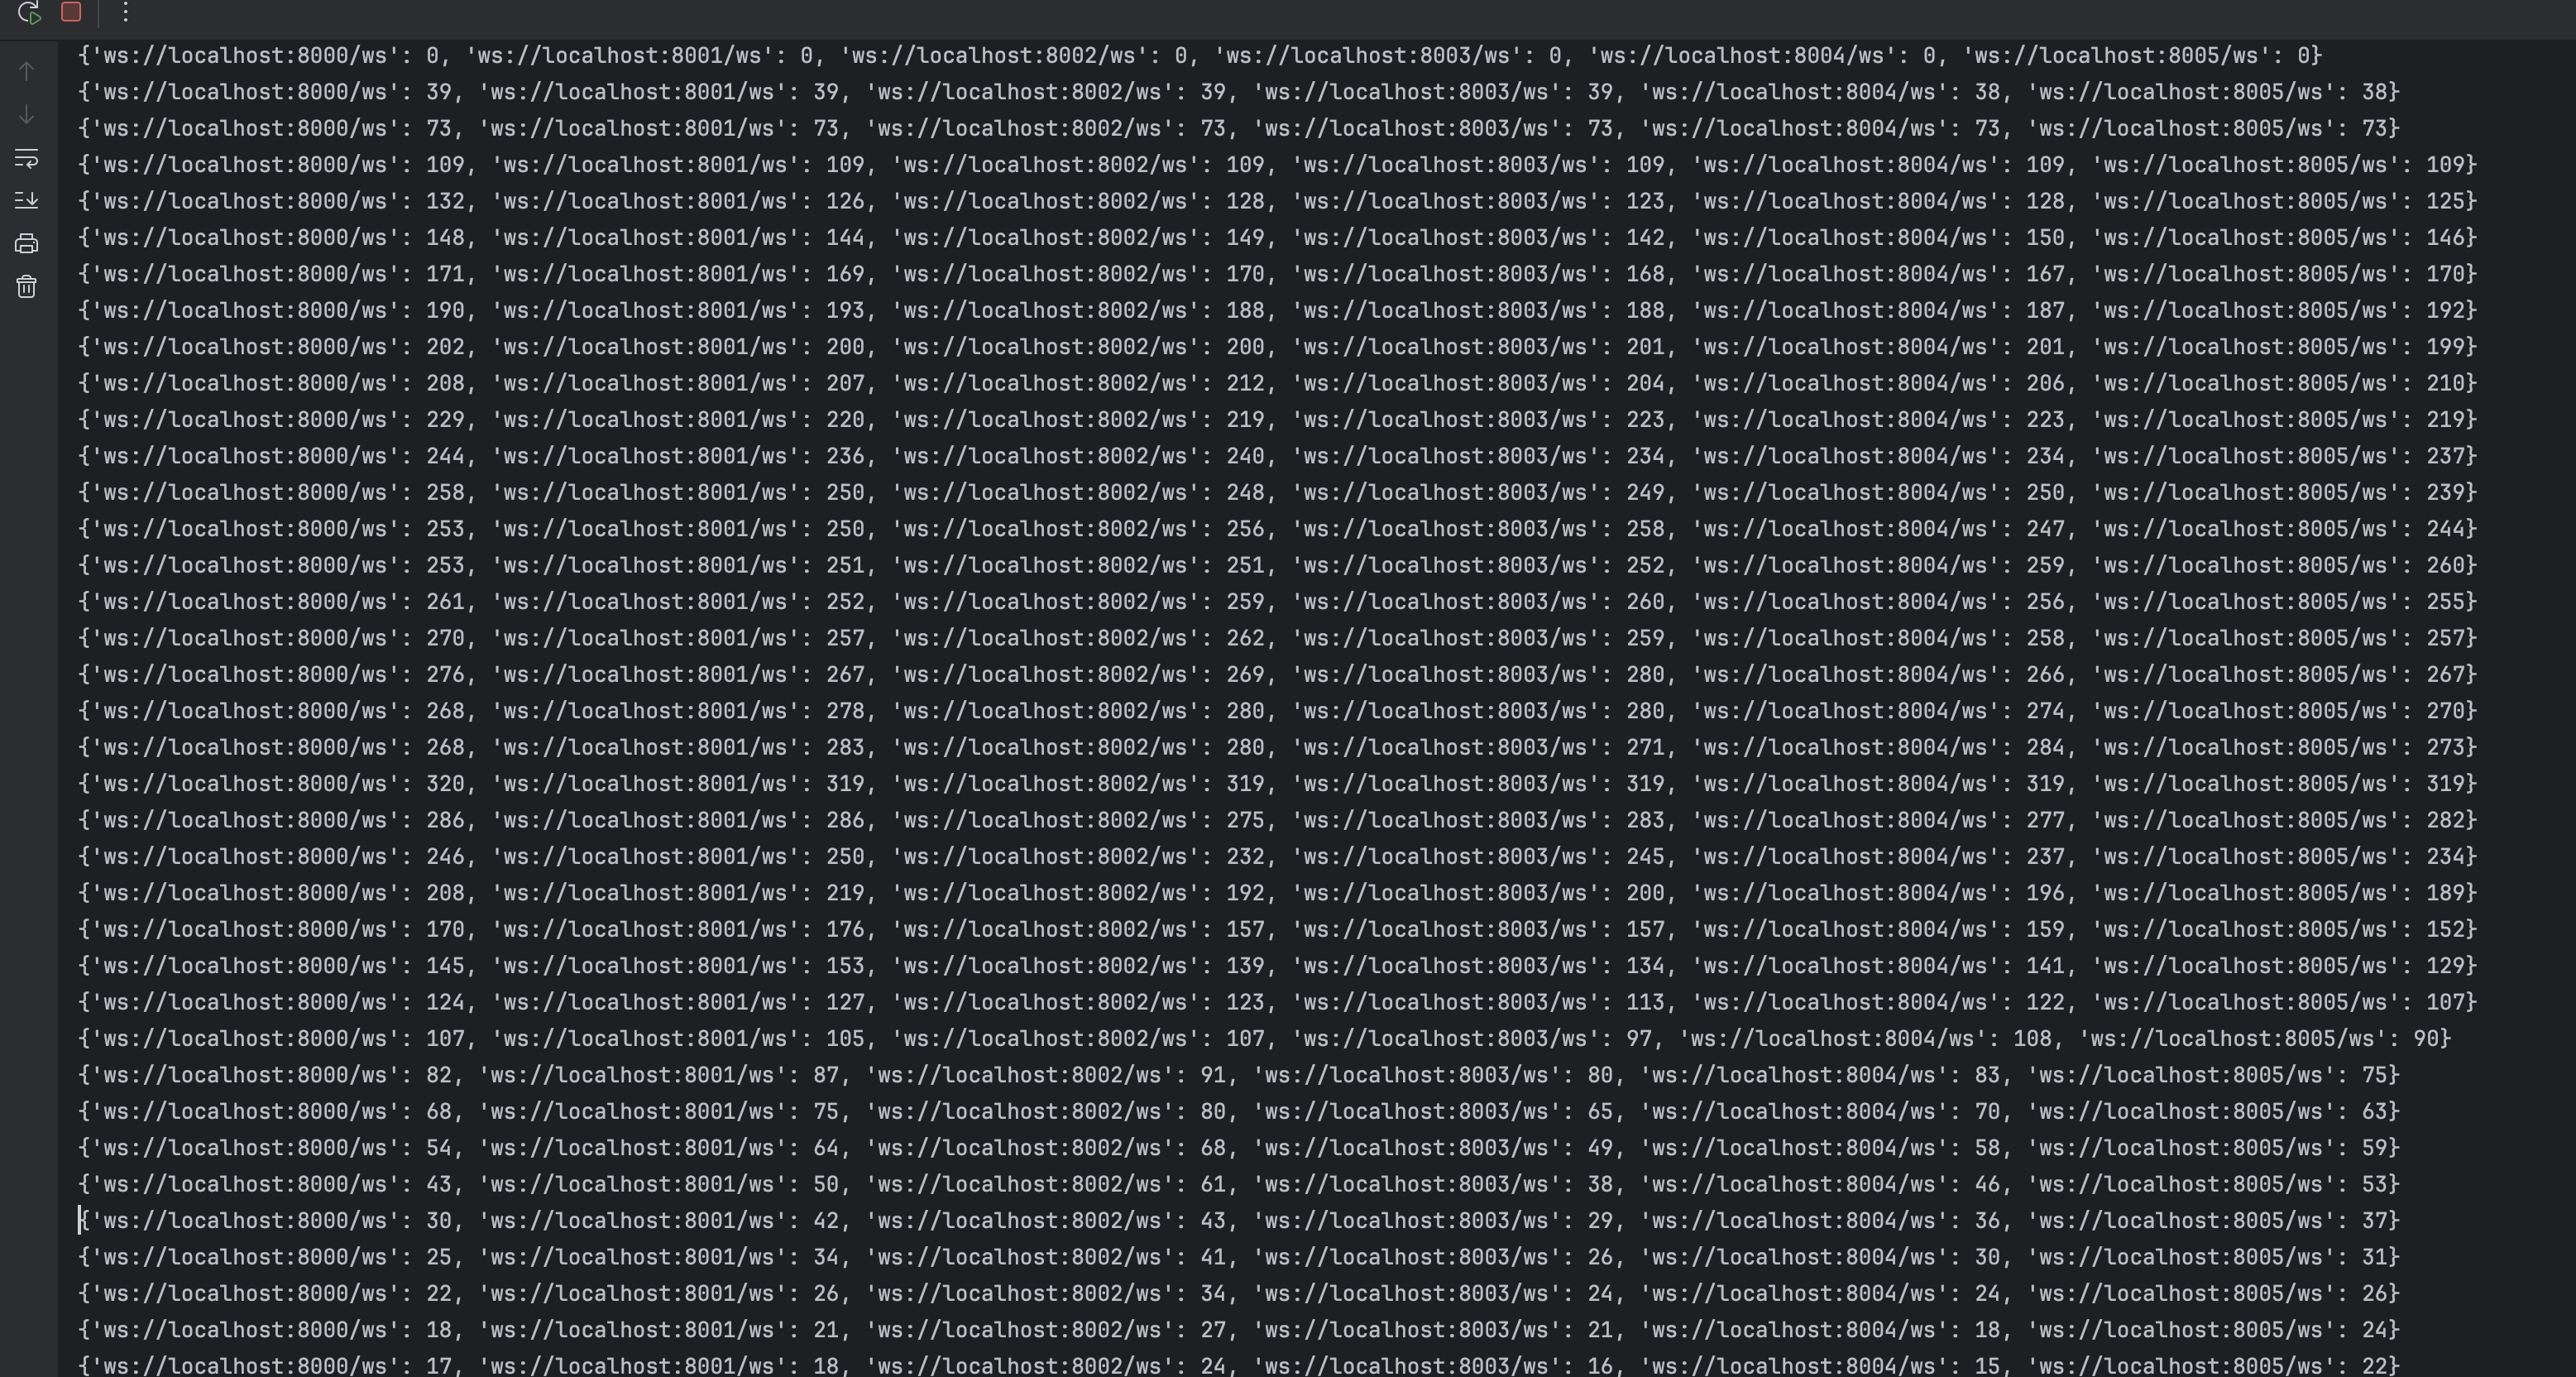 {'ws://localhost:8000/ws': 0, 'ws://localhost:8001/ws': 0, 'ws://localhost:8002/ws': 0, 'ws://localhost:8003/ws': 0, 'ws://localhost:8004/ws': 0, 'ws://localhost:8005/ws': 0}
{'ws://localhost:8000/ws': 39, 'ws://localhost:8001/ws': 39, 'ws://localhost:8002/ws': 39, 'ws://localhost:8003/ws': 39, 'ws://localhost:8004/ws': 38, 'ws://localhost:8005/ws': 38}
{'ws://localhost:8000/ws': 73, 'ws://localhost:8001/ws': 73, 'ws://localhost:8002/ws': 73, 'ws://localhost:8003/ws': 73, 'ws://localhost:8004/ws': 73, 'ws://localhost:8005/ws': 73}
{'ws://localhost:8000/ws': 109, 'ws://localhost:8001/ws': 109, 'ws://localhost:8002/ws': 109, 'ws://localhost:8003/ws': 109, 'ws://localhost:8004/ws': 109, 'ws://localhost:8005/ws': 109}
{'ws://localhost:8000/ws': 132, 'ws://localhost:8001/ws': 126, 'ws://localhost:8002/ws': 128, 'ws://localhost:8003/ws': 123, 'ws://localhost:8004/ws': 128, 'ws://localhost:8005/ws': 125}
{'ws://localhost:8000/ws': 148, 'ws://localhost:8001/ws': 144, 'ws://localhost:8002/ws': 149, 'ws://localhost:8003/ws': 142, 'ws://localhost:8004/ws': 150, 'ws://localhost:8005/ws': 146}
{'ws://localhost:8000/ws': 171, 'ws://localhost:8001/ws': 169, 'ws://localhost:8002/ws': 170, 'ws://localhost:8003/ws': 168, 'ws://localhost:8004/ws': 167, 'ws://localhost:8005/ws': 170}
{'ws://localhost:8000/ws': 190, 'ws://localhost:8001/ws': 193, 'ws://localhost:8002/ws': 188, 'ws://localhost:8003/ws': 188, 'ws://localhost:8004/ws': 187, 'ws://localhost:8005/ws': 192}
{'ws://localhost:8000/ws': 202, 'ws://localhost:8001/ws': 200, 'ws://localhost:8002/ws': 200, 'ws://localhost:8003/ws': 201, 'ws://localhost:8004/ws': 201, 'ws://localhost:8005/ws': 199}
{'ws://localhost:8000/ws': 208, 'ws://localhost:8001/ws': 207, 'ws://localhost:8002/ws': 212, 'ws://localhost:8003/ws': 204, 'ws://localhost:8004/ws': 206, 'ws://localhost:8005/ws': 210}
{'ws://localhost:8000/ws': 229, 'ws://localhost:8001/ws': 220, 'ws://localhost:8002/ws': 219, 'ws://localhost:8003/ws': 223, 'ws://localhost:8004/ws': 223, 'ws://localhost:8005/ws': 219}
{'ws://localhost:8000/ws': 244, 'ws://localhost:8001/ws': 236, 'ws://localhost:8002/ws': 240, 'ws://localhost:8003/ws': 234, 'ws://localhost:8004/ws': 234, 'ws://localhost:8005/ws': 237}
{'ws://localhost:8000/ws': 258, 'ws://localhost:8001/ws': 250, 'ws://localhost:8002/ws': 248, 'ws://localhost:8003/ws': 249, 'ws://localhost:8004/ws': 250, 'ws://localhost:8005/ws': 239}
{'ws://localhost:8000/ws': 253, 'ws://localhost:8001/ws': 250, 'ws://localhost:8002/ws': 256, 'ws://localhost:8003/ws': 258, 'ws://localhost:8004/ws': 247, 'ws://localhost:8005/ws': 244}
{'ws://localhost:8000/ws': 253, 'ws://localhost:8001/ws': 251, 'ws://localhost:8002/ws': 251, 'ws://localhost:8003/ws': 252, 'ws://localhost:8004/ws': 259, 'ws://localhost:8005/ws': 260}
{'ws://localhost:8000/ws': 261, 'ws://localhost:8001/ws': 252, 'ws://localhost:8002/ws': 259, 'ws://localhost:8003/ws': 260, 'ws://localhost:8004/ws': 256, 'ws://localhost:8005/ws': 255}
{'ws://localhost:8000/ws': 270, 'ws://localhost:8001/ws': 257, 'ws://localhost:8002/ws': 262, 'ws://localhost:8003/ws': 259, 'ws://localhost:8004/ws': 258, 'ws://localhost:8005/ws': 257}
{'ws://localhost:8000/ws': 276, 'ws://localhost:8001/ws': 267, 'ws://localhost:8002/ws': 269, 'ws://localhost:8003/ws': 280, 'ws://localhost:8004/ws': 266, 'ws://localhost:8005/ws': 267}
{'ws://localhost:8000/ws': 268, 'ws://localhost:8001/ws': 278, 'ws://localhost:8002/ws': 280, 'ws://localhost:8003/ws': 280, 'ws://localhost:8004/ws': 274, 'ws://localhost:8005/ws': 270}
{'ws://localhost:8000/ws': 268, 'ws://localhost:8001/ws': 283, 'ws://localhost:8002/ws': 280, 'ws://localhost:8003/ws': 271, 'ws://localhost:8004/ws': 284, 'ws://localhost:8005/ws': 273}
{'ws://localhost:8000/ws': 320, 'ws://localhost:8001/ws': 319, 'ws://localhost:8002/ws': 319, 'ws://localhost:8003/ws': 319, 'ws://localhost:8004/ws': 319, 'ws://localhost:8005/ws': 319}
{'ws://localhost:8000/ws': 286, 'ws://localhost:8001/ws': 286, 'ws://localhost:8002/ws': 275, 'ws://localhost:8003/ws': 283, 'ws://localhost:8004/ws': 277, 'ws://localhost:8005/ws': 282}
{'ws://localhost:8000/ws': 246, 'ws://localhost:8001/ws': 250, 'ws://localhost:8002/ws': 232, 'ws://localhost:8003/ws': 245, 'ws://localhost:8004/ws': 237, 'ws://localhost:8005/ws': 234}
{'ws://localhost:8000/ws': 208, 'ws://localhost:8001/ws': 219, 'ws://localhost:8002/ws': 192, 'ws://localhost:8003/ws': 200, 'ws://localhost:8004/ws': 196, 'ws://localhost:8005/ws': 189}
{'ws://localhost:8000/ws': 170, 'ws://localhost:8001/ws': 176, 'ws://localhost:8002/ws': 157, 'ws://localhost:8003/ws': 157, 'ws://localhost:8004/ws': 159, 'ws://localhost:8005/ws': 152}
{'ws://localhost:8000/ws': 145, 'ws://localhost:8001/ws': 153, 'ws://localhost:8002/ws': 139, 'ws://localhost:8003/ws': 134, 'ws://localhost:8004/ws': 141, 'ws://localhost:8005/ws': 129}
{'ws://localhost:8000/ws': 124, 'ws://localhost:8001/ws': 127, 'ws://localhost:8002/ws': 123, 'ws://localhost:8003/ws': 113, 'ws://localhost:8004/ws': 122, 'ws://localhost:8005/ws': 107}
{'ws://localhost:8000/ws': 107, 'ws://localhost:8001/ws': 105, 'ws://localhost:8002/ws': 107, 'ws://localhost:8003/ws': 97, 'ws://localhost:8004/ws': 108, 'ws://localhost:8005/ws': 90}
{'ws://localhost:8000/ws': 82, 'ws://localhost:8001/ws': 87, 'ws://localhost:8002/ws': 91, 'ws://localhost:8003/ws': 80, 'ws://localhost:8004/ws': 83, 'ws://localhost:8005/ws': 75}
{'ws://localhost:8000/ws': 68, 'ws://localhost:8001/ws': 75, 'ws://localhost:8002/ws': 80, 'ws://localhost:8003/ws': 65, 'ws://localhost:8004/ws': 70, 'ws://localhost:8005/ws': 63}
{'ws://localhost:8000/ws': 54, 'ws://localhost:8001/ws': 64, 'ws://localhost:8002/ws': 68, 'ws://localhost:8003/ws': 49, 'ws://localhost:8004/ws': 58, 'ws://localhost:8005/ws': 59}
{'ws://localhost:8000/ws': 43, 'ws://localhost:8001/ws': 50, 'ws://localhost:8002/ws': 61, 'ws://localhost:8003/ws': 38, 'ws://localhost:8004/ws': 46, 'ws://localhost:8005/ws': 53}
{'ws://localhost:8000/ws': 30, 'ws://localhost:8001/ws': 42, 'ws://localhost:8002/ws': 43, 'ws://localhost:8003/ws': 29, 'ws://localhost:8004/ws': 36, 'ws://localhost:8005/ws': 37}
{'ws://localhost:8000/ws': 25, 'ws://localhost:8001/ws': 34, 'ws://localhost:8002/ws': 41, 'ws://localhost:8003/ws': 26, 'ws://localhost:8004/ws': 30, 'ws://localhost:8005/ws': 31}
{'ws://localhost:8000/ws': 22, 'ws://localhost:8001/ws': 26, 'ws://localhost:8002/ws': 34, 'ws://localhost:8003/ws': 24, 'ws://localhost:8004/ws': 24, 'ws://localhost:8005/ws': 26}
{'ws://localhost:8000/ws': 18, 'ws://localhost:8001/ws': 21, 'ws://localhost:8002/ws': 27, 'ws://localhost:8003/ws': 21, 'ws://localhost:8004/ws': 18, 'ws://localhost:8005/ws': 24}
{'ws://localhost:8000/ws': 17, 'ws://localhost:8001/ws': 18, 'ws://localhost:8002/ws': 24, 'ws://localhost:8003/ws': 16, 'ws://localhost:8004/ws': 15, 'ws://localhost:8005/ws': 22}